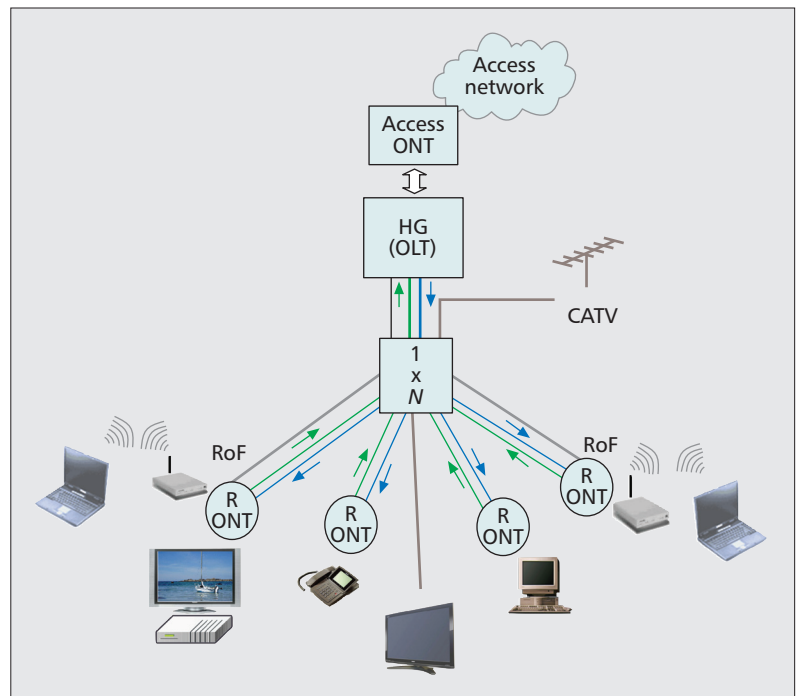 Access
network
Access
ONT
HG
(OLT)
CATV
1
x
N
RoF
RoF
R
ONT
R
ONT
R
ONT
R
ONT